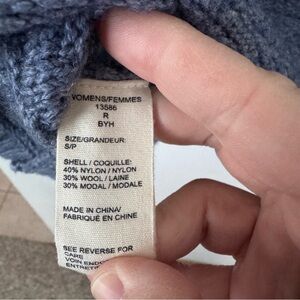 WOMENS/FEMMES
13586
R
BYH
SIZE/GRANDEUR:
S/P
SHELL / COQUILLE:
40% NYLON / NYLON
30% WOOL / LAINE
30% MODAL / MODALE
MADE IN CHINA/
FABRIQUÉ EN CHINE
SEE REVERSE FOR
CARE
VOIR